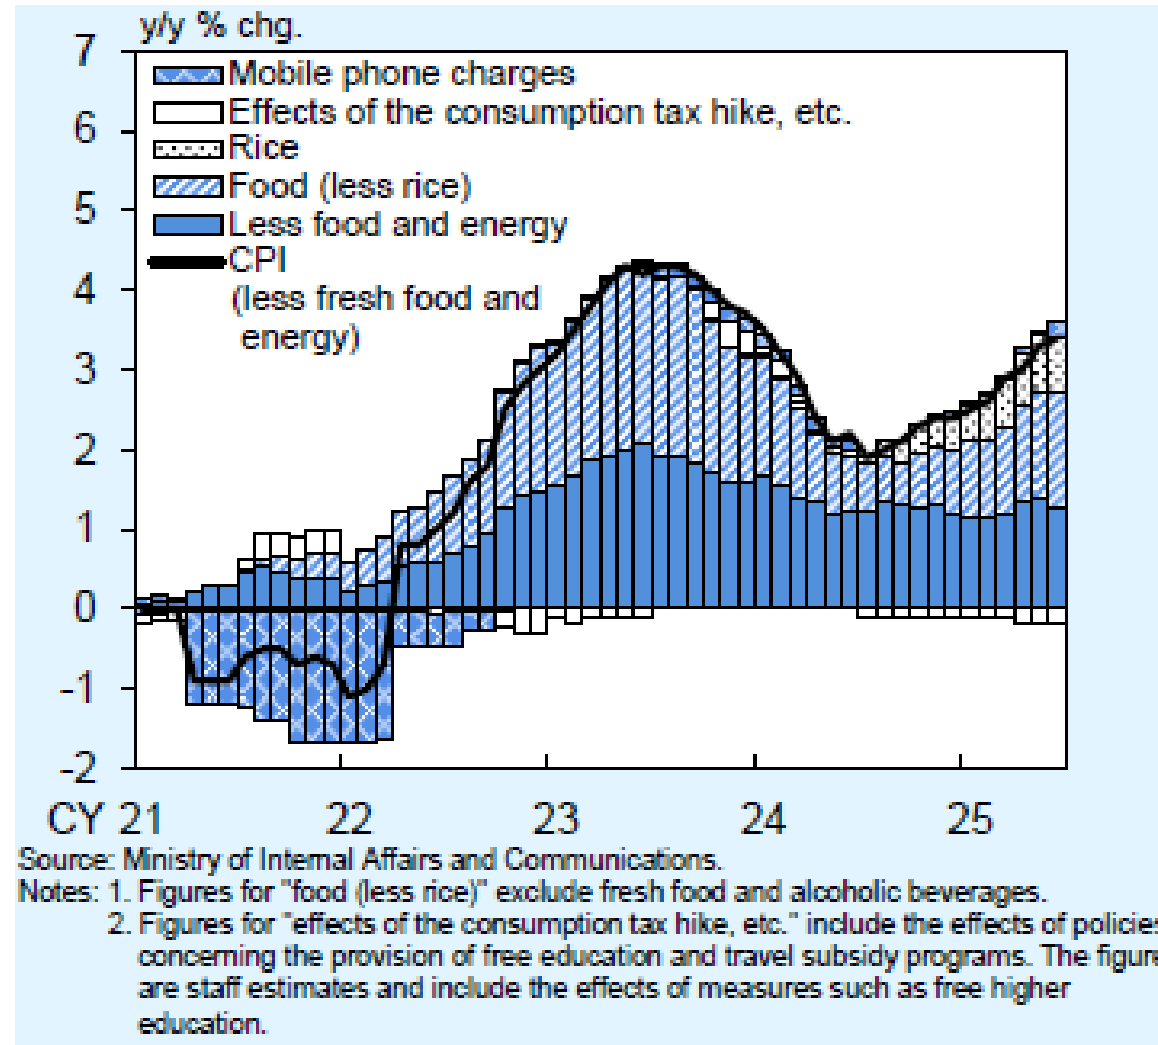 y/y % chg.
7
6
5
4
3
2
1
0
-1
-2
Mobile phone charges
Effects of the consumption tax hike, etc.
Rice
Food (less rice)
Less food and energy
CPI
(less fresh food and
energy)
CY 21 22 23 24 25
Source: Ministry of Internal Affairs and Communications.
Notes: 1. Figures for "food (less rice)" exclude fresh food and alcoholic beverages.
2. Figures for "effects of the consumption tax hike, etc." include the effects of policies
concerning the provision of free education and travel subsidy programs. The figure
are staff estimates and include the effects of measures such as free higher
education.